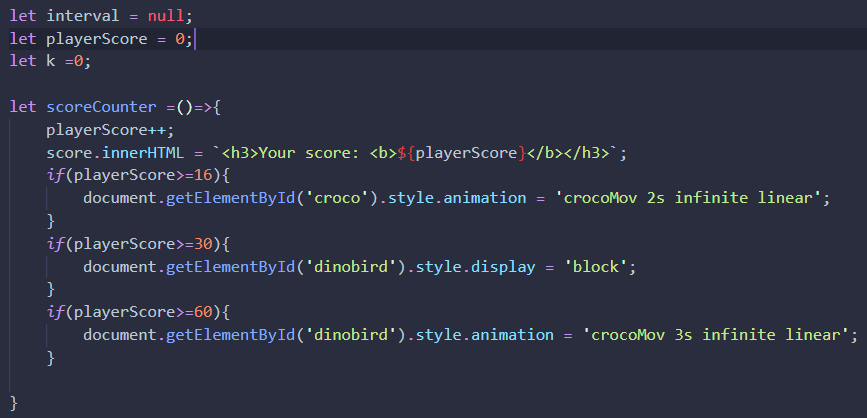 let interval = null;
let playerScore = 0;
let k =0;
let scoreCounter =()=>{
    playerScore++;
    score.innerHTML = `<h3>Your score: <b>${playerScore}</b></h3>`;
    if(playerScore>=16){
        document.getElementById('croco').style.animation = 'crocoMov 2s infinite linear';
    }
    if(playerScore>=30){
        document.getElementById('dinobird').style.display = 'block';
    }
    if(playerScore>=60){
        document.getElementById('dinobird').style.animation = 'crocoMov 3s infinite linear';
    }
}